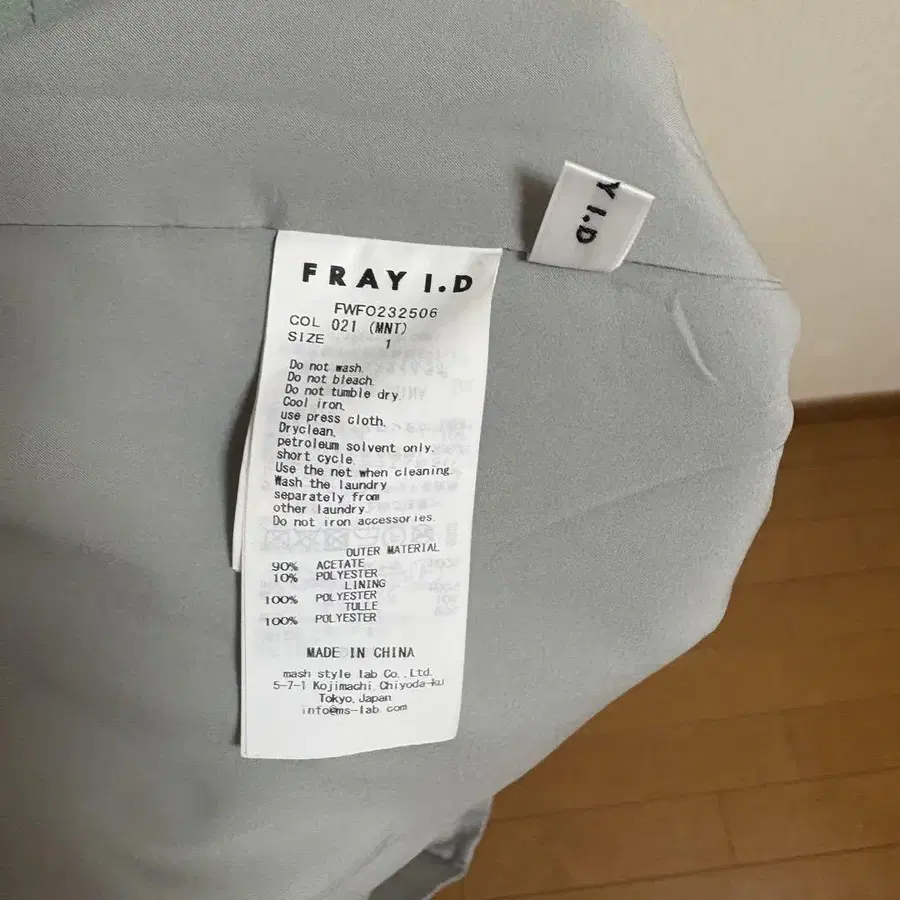 Y I.D
FRAY I.D
FWFO232506
COL 021 (MNT)
SIZE 1
Do not wash.
Do not bleach.
Do not tumble dry.
Cool iron.
use press cloth.
Dryclean.
petroleum solvent only.
short cycle.
Use the net when cleaning.
Wash the laundry
separately from
other laundry.
Do not iron accessories.
OUTER MATERIAL
90% ACETATE
10% POLYESTER
LINING
100% POLYESTER
TULLE
100% POLYESTER
MADE IN CHINA
mash style lab Co., Ltd.
5-7-1 Kojimachi, Chiyoda-ku
Tokyo, Japan
info@ms-lab.com